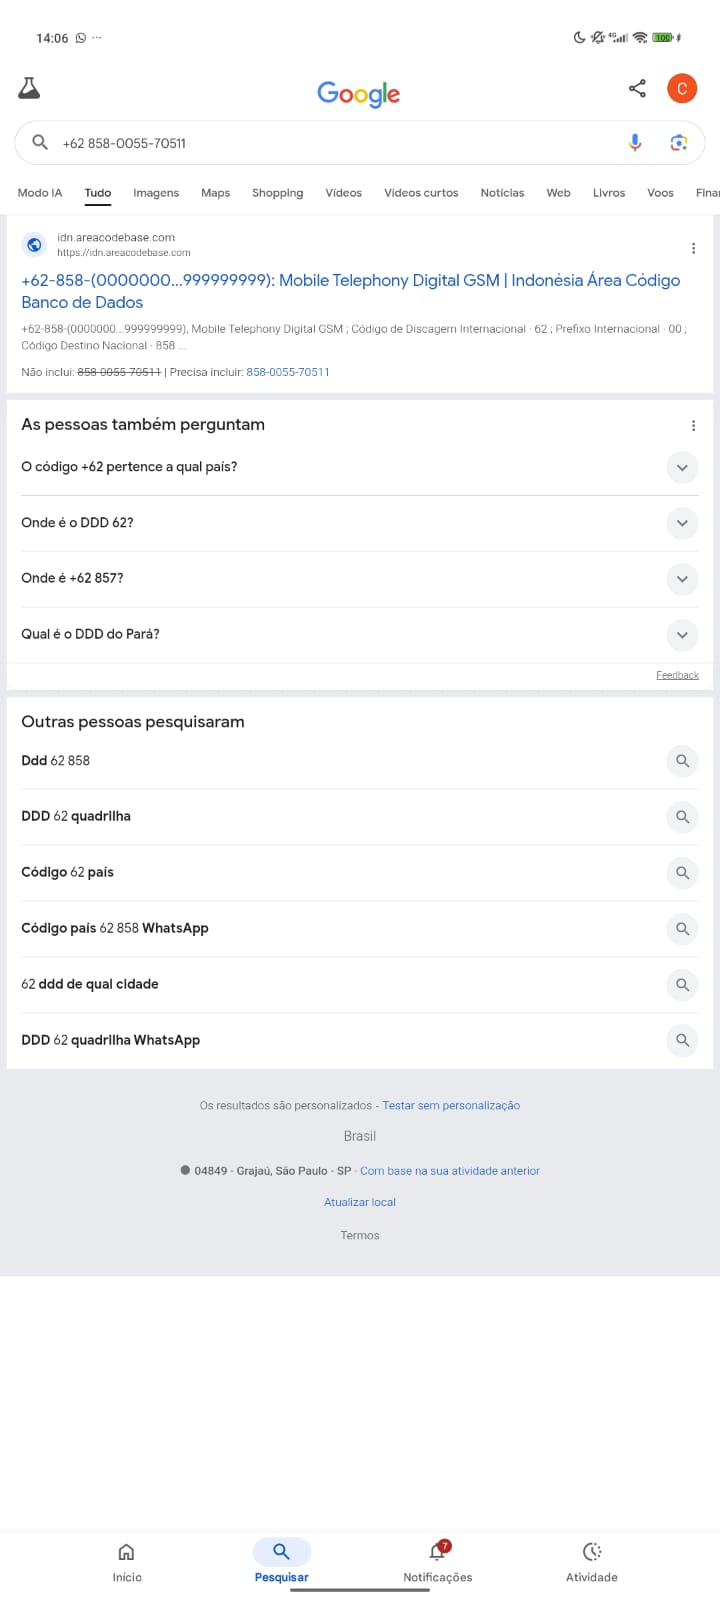 14:06
4G
100
Google
C
+62 858-0055-70511
Modo IA Tudo Imagens Maps Shopping Vídeos Vídeos curtos Notícias Web Livros Voos Finan
idn.areacodebase.com
https://idn.areacodebase.com
+62-858-(0000000...999999999): Mobile Telephony Digital GSM | Indonésia Área Código
Banco de Dados
+62-858-(0000000...999999999), Mobile Telephony Digital GSM ; Código de Discagem Internacional · 62 ; Prefixo Internacional · 00 ;
Código Destino Nacional · 858 ...
Não inclui: 858-0055-70511 | Precisa incluir: 858-0055-70511
As pessoas também perguntam
O código +62 pertence a qual país?
Onde é o DDD 62?
Onde é +62 857?
Qual é o DDD do Pará?
Feedback
Outras pessoas pesquisaram
Ddd 62 858
DDD 62 quadrilha
Código 62 país
Código país 62 858 WhatsApp
62 ddd de qual cidade
DDD 62 quadrilha WhatsApp
Os resultados são personalizados - Testar sem personalização
Brasil
04849 - Grajaú, São Paulo - SP - Com base na sua atividade anterior
Atualizar local
Termos
7
Início Pesquisar Notificações Atividade